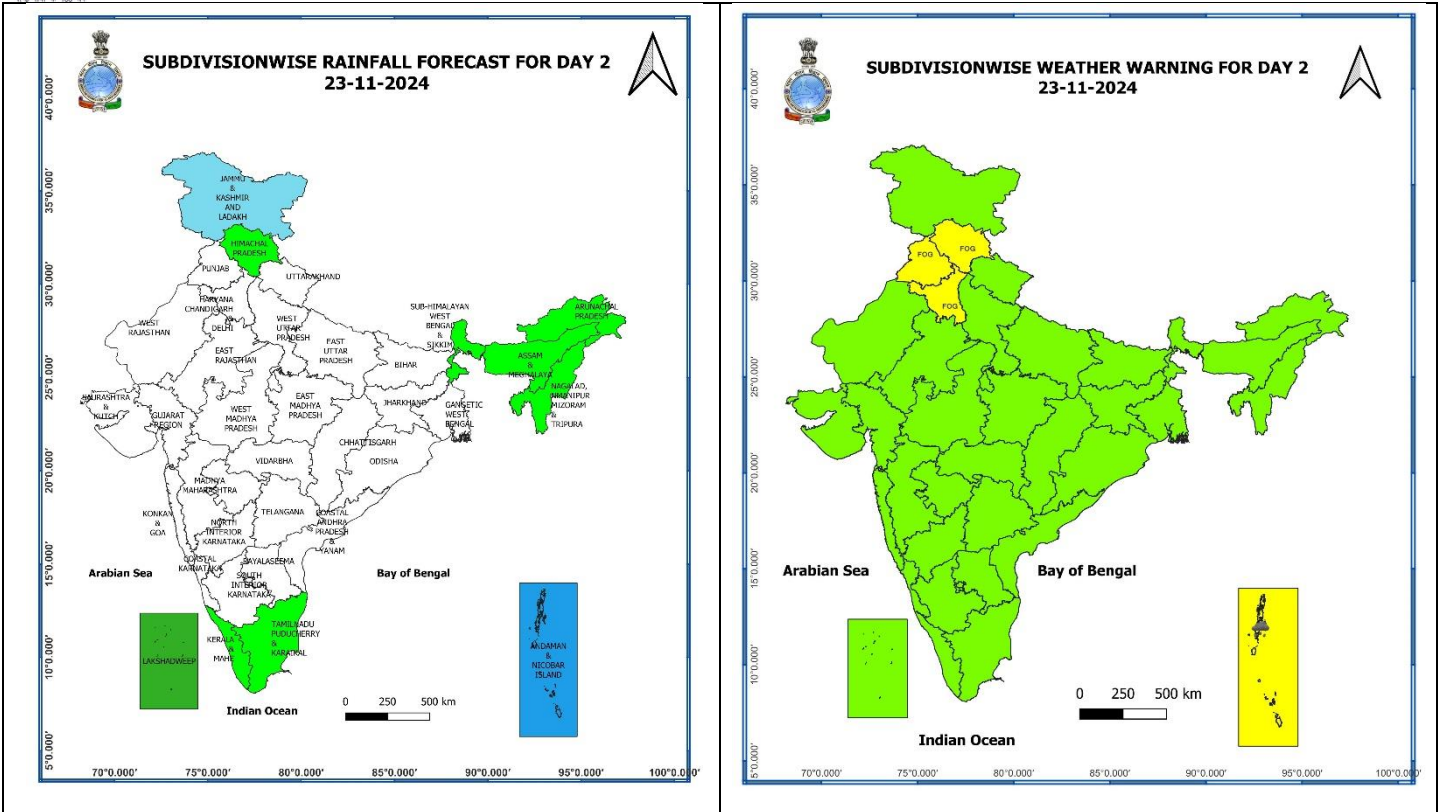 SUBDIVISIONWISE RAINFALL FORECAST FOR DAY 2
23-11-2024
40°0.000'
35°0.000'
30°0.000'
25°0.000'
20°0.000'
15°0.000'
10°0.000'
5°0.000'
JAMMU
&
KASHMIR
AND
LADAKH
HIMACHAL
PRADESH
PUNJAB
UTTARAKHAND
HARYANA
CHANDIGARH
&
DELHI
WEST
RAJASTHAN
WEST
UTTAR
PRADESH
EAST
RAJASTHAN
EAST
UTTAR
PRADESH
SUB-HIMALAYAN
WEST
BENGAL
&
SIKKIM
ARUNACHAL
PRADESH
ASSAM
&
MEGHALAYA
BIHAR
SAURASHTRA
&
KUTCH
GUJARAT
REGION
WEST
MADHYA
PRADESH
EAST
MADHYA
PRADESH
JHARKHAND
GANGETIC
WEST
BENGAL
MIZORAM
&
TRIPURA
CHHATTISGARH
ODISHA
VIDARBHA
MADHYA
MAHARASHTRA
KONKAN
&
GOA
NORTH
INTERIOR
KARNATAKA
TELANGANA
COASTAL
ANDHRA
PRADESH
&
YANAM
COASTAL
KARNATAKA
RAYALASEEMA
SOUTH
INTERIOR
KARNATAKA
Arabian Sea
Bay of Bengal
LAKSHADWEEP
KERALA
&
MAHE
TAMILNADU
PUDUCHERRY
&
KARAIKAL
ANDAMAN
&
NICOBAR
ISLAND
0 250 500 km
Indian Ocean
70°0.000' 75°0.000' 80°0.000' 85°0.000' 90°0.000' 95°0.000' 100°0.000'
SUBDIVISIONWISE WEATHER WARNING FOR DAY 2
23-11-2024
40°0.000'
35°0.000'
30°0.000'
25°0.000'
20°0.000'
15°0.000'
10°0.000'
5°0.000'
FOG
FOG
FOG
Arabian Sea
Bay of Bengal
0 250 500 km
Indian Ocean
70°0.000' 75°0.000' 80°0.000' 85°0.000' 90°0.000' 95°0.000' 100°0.000'